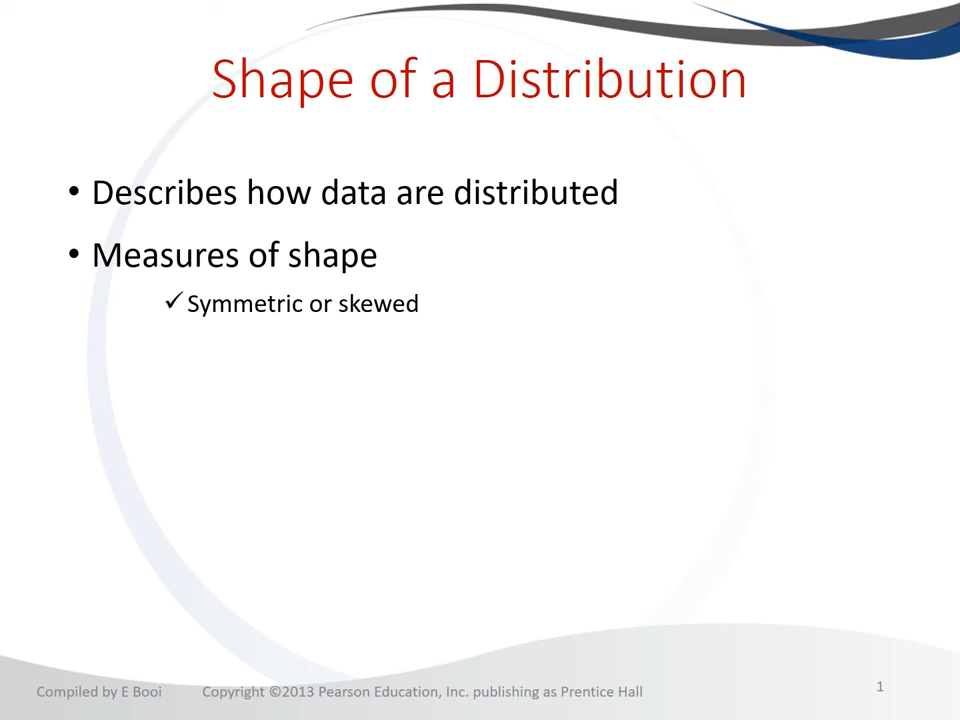 Shape of a Distribution
• Describes how data are distributed
• Measures of shape
✓ Symmetric or skewed
Compiled by E Booi Copyright ©2013 Pearson Education, Inc. publishing as Prentice Hall 1